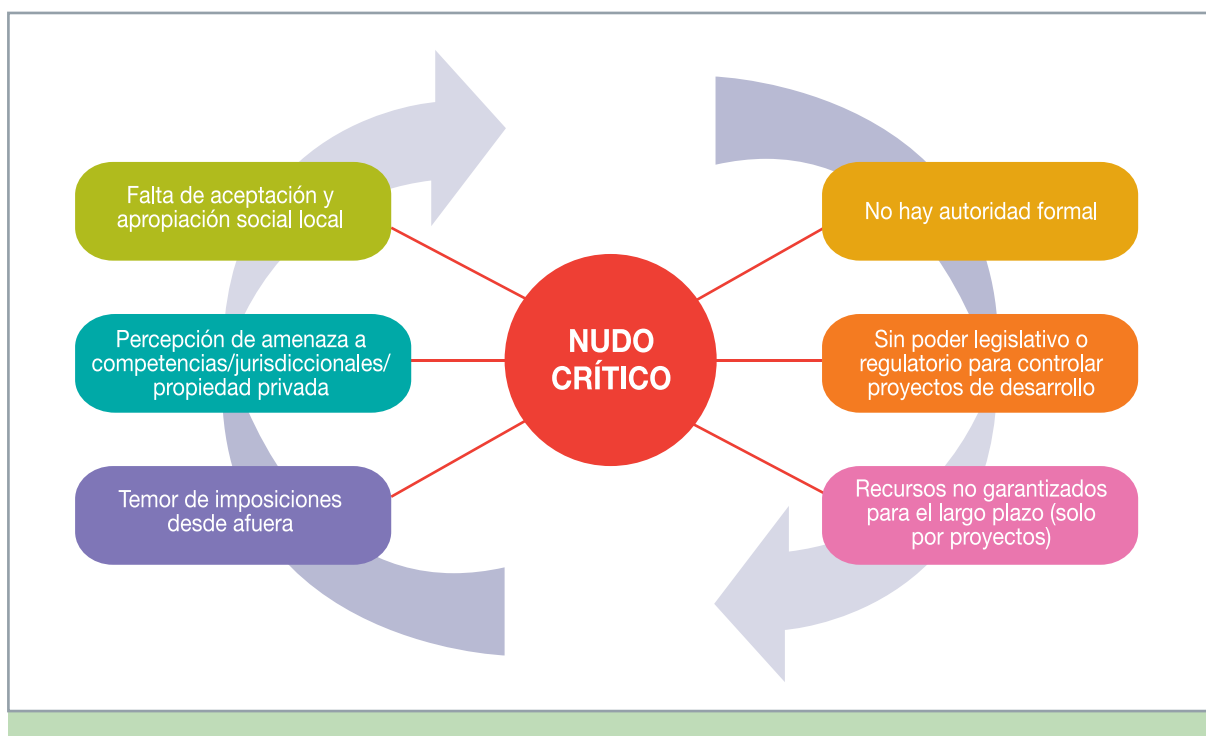 Falta de aceptación y
apropiación social local
Percepción de amenaza a
competencias/jurisdiccionales/
propiedad privada
Temor de imposiciones
desde afuera
NUDO
CRÍTICO
No hay autoridad formal
Sin poder legislativo o
regulatorio para controlar
proyectos de desarrollo
Recursos no garantizados
para el largo plazo (solo
por proyectos)